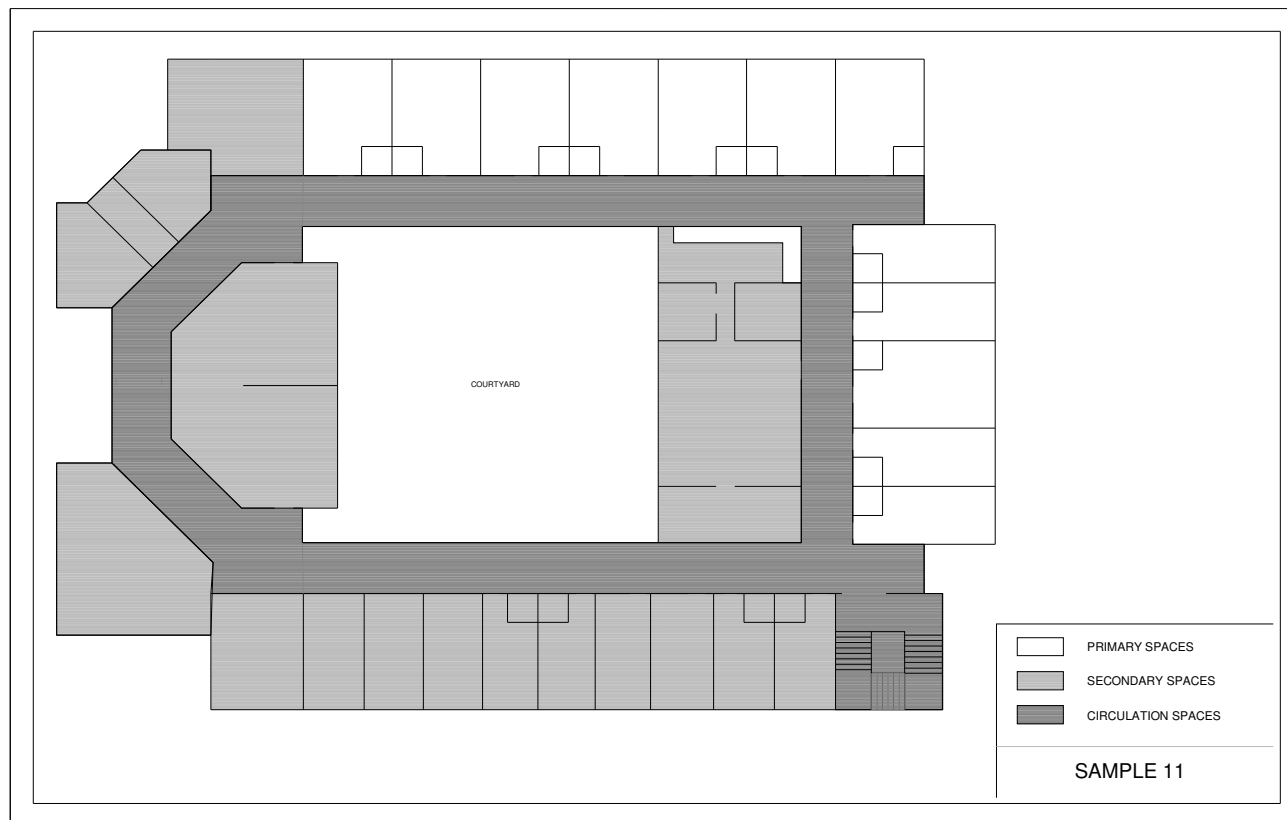 COURTYARD
PRIMARY SPACES
SECONDARY SPACES
CIRCULATION SPACES
SAMPLE 11